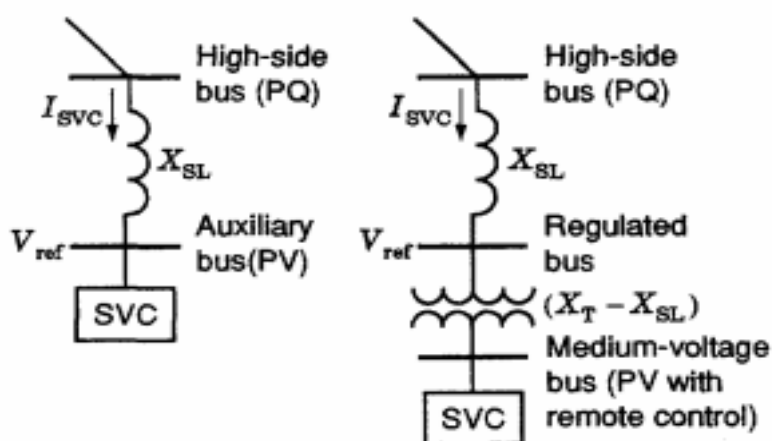 High-side
bus (PQ)
I_SVC
X_SL
V_ref
Auxiliary
bus(PV)
SVC
High-side
bus (PQ)
I_SVC
X_SL
V_ref
Regulated
bus
(X_T − X_SL)
Medium-voltage
bus (PV with
remote control)
SVC